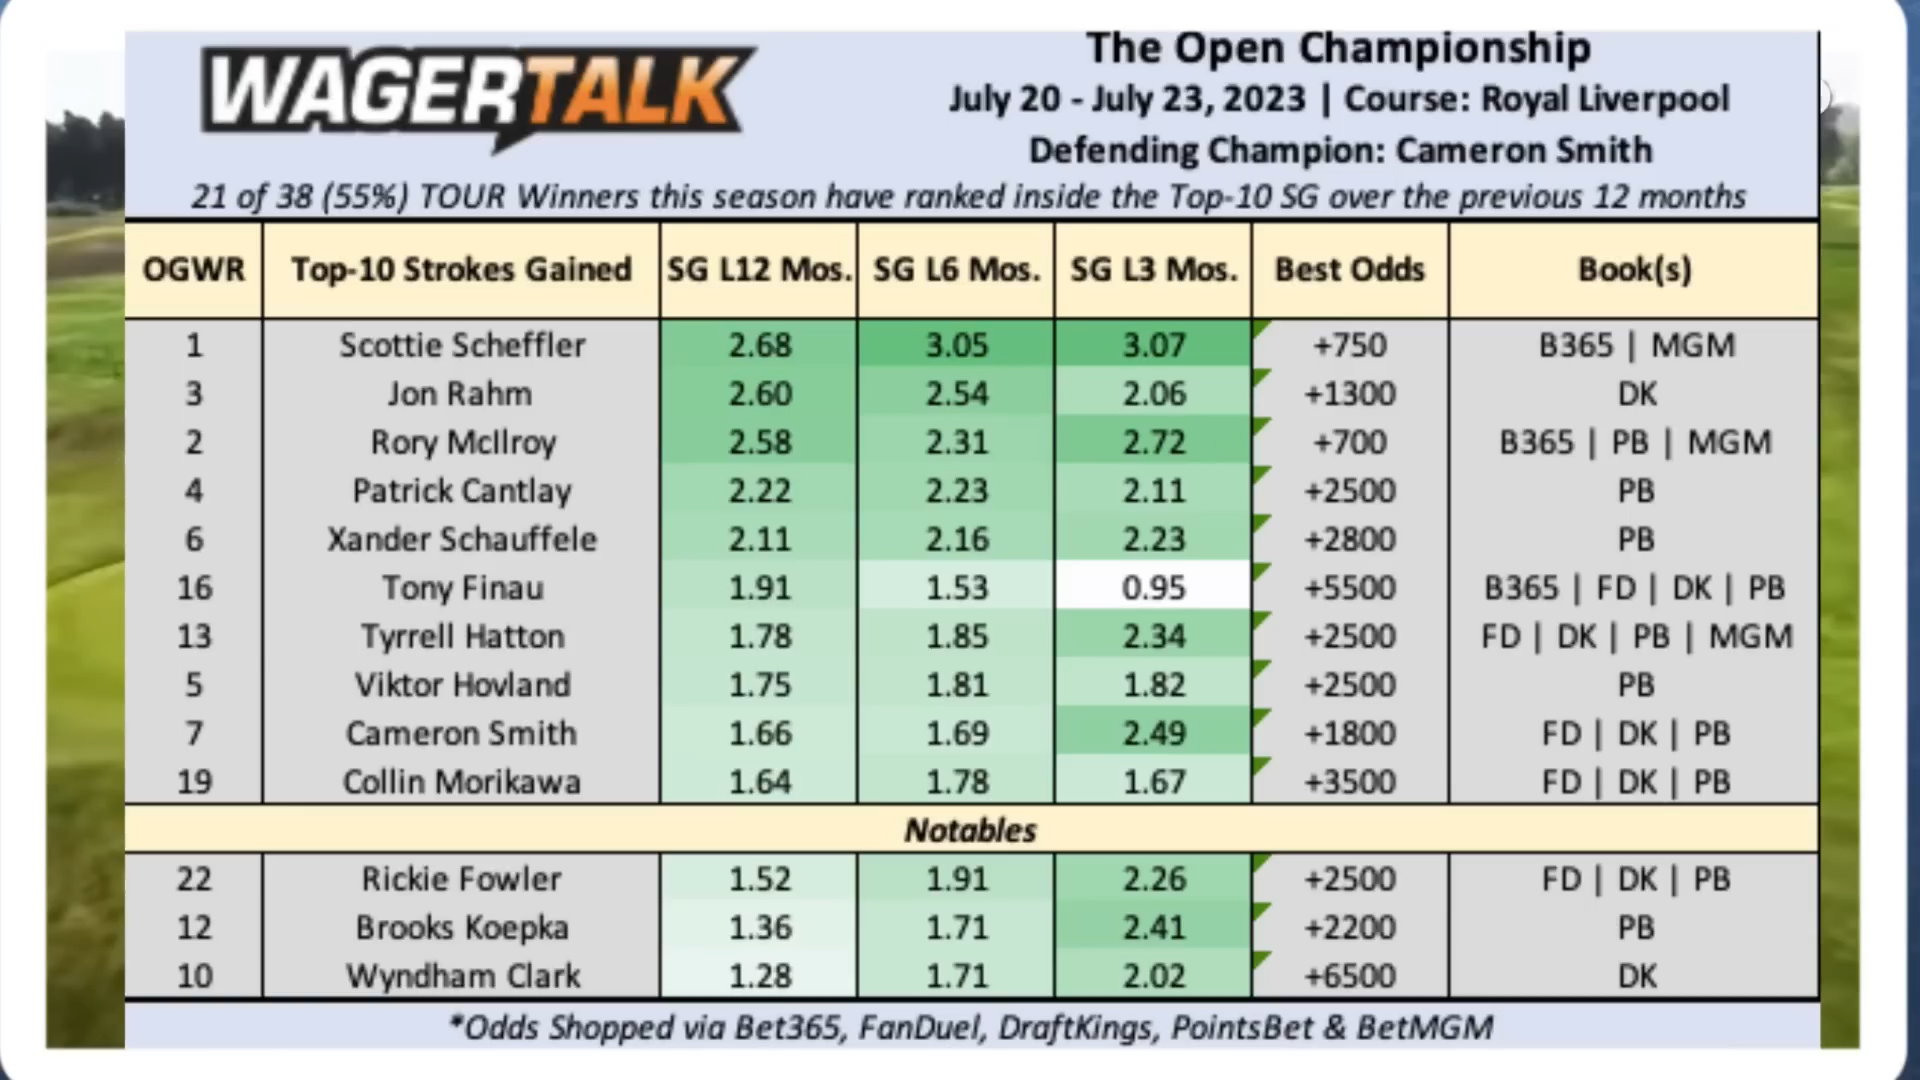 WAGERTALK
The Open Championship
July 20 - July 23, 2023 | Course: Royal Liverpool
Defending Champion: Cameron Smith
21 of 38 (55%) TOUR Winners this season have ranked inside the Top-10 SG over the previous 12 months
OGWR Top-10 Strokes Gained SG L12 Mos. SG L6 Mos. SG L3 Mos. Best Odds Book(s)
1 Scottie Scheffler 2.68 3.05 3.07 +750 B365 | MGM
3 Jon Rahm 2.60 2.54 2.06 +1300 DK
2 Rory McIlroy 2.58 2.31 2.72 +700 B365 | PB | MGM
4 Patrick Cantlay 2.22 2.23 2.11 +2500 PB
6 Xander Schauffele 2.11 2.16 2.23 +2800 PB
16 Tony Finau 1.91 1.53 0.95 +5500 B365 | FD | DK | PB
13 Tyrrell Hatton 1.78 1.85 2.34 +2500 FD | DK | PB | MGM
5 Viktor Hovland 1.75 1.81 1.82 +2500 PB
7 Cameron Smith 1.66 1.69 2.49 +1800 FD | DK | PB
19 Collin Morikawa 1.64 1.78 1.67 +3500 FD | DK | PB
Notables
22 Rickie Fowler 1.52 1.91 2.26 +2500 FD | DK | PB
12 Brooks Koepka 1.36 1.71 2.41 +2200 PB
10 Wyndham Clark 1.28 1.71 2.02 +6500 DK
*Odds Shopped via Bet365, FanDuel, DraftKings, PointsBet & BetMGM